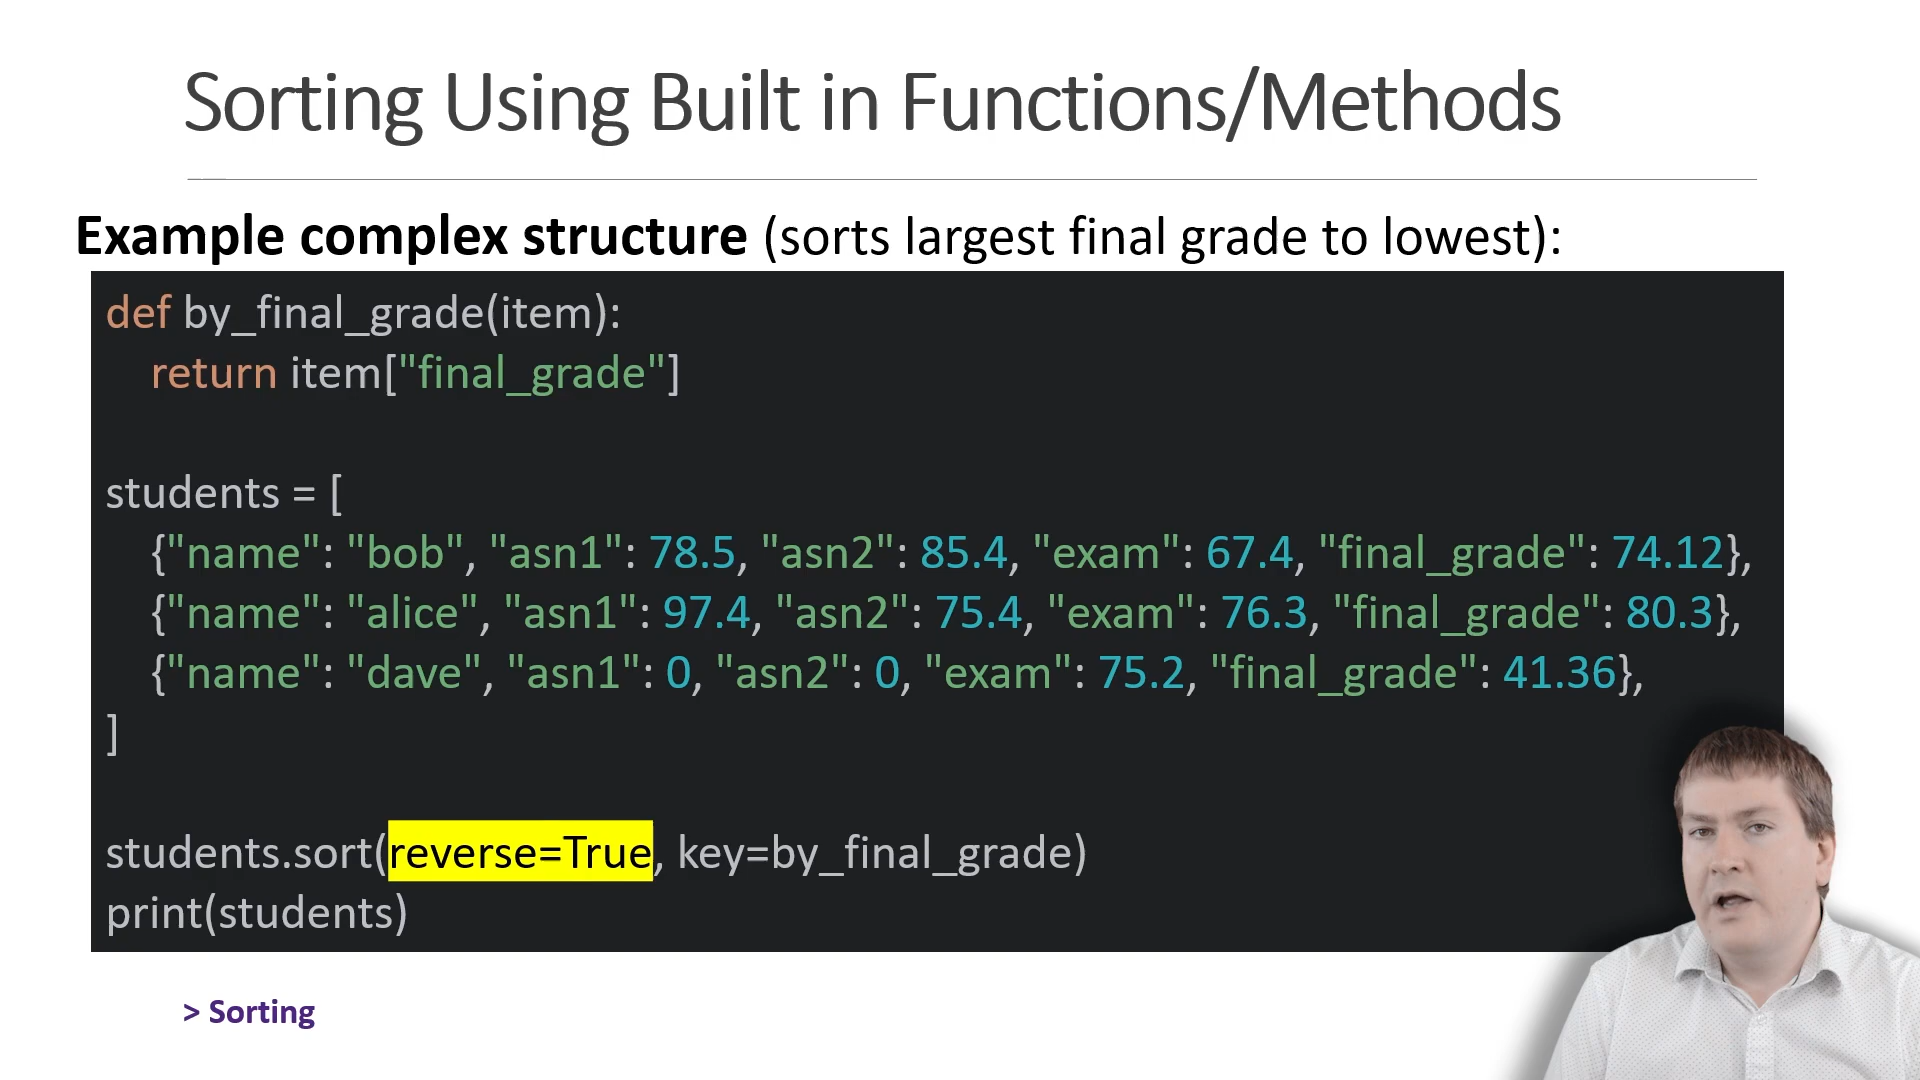 Sorting Using Built in Functions/Methods
Example complex structure (sorts largest final grade to lowest):
def by_final_grade(item):
return item["final_grade"]
students = [
{"name": "bob", "asn1": 78.5, "asn2": 85.4, "exam": 67.4, "final_grade": 74.12},
{"name": "alice", "asn1": 97.4, "asn2": 75.4, "exam": 76.3, "final_grade": 80.3},
{"name": "dave", "asn1": 0, "asn2": 0, "exam": 75.2, "final_grade": 41.36},
]
students.sort(reverse=True, key=by_final_grade)
print(students)
> Sorting